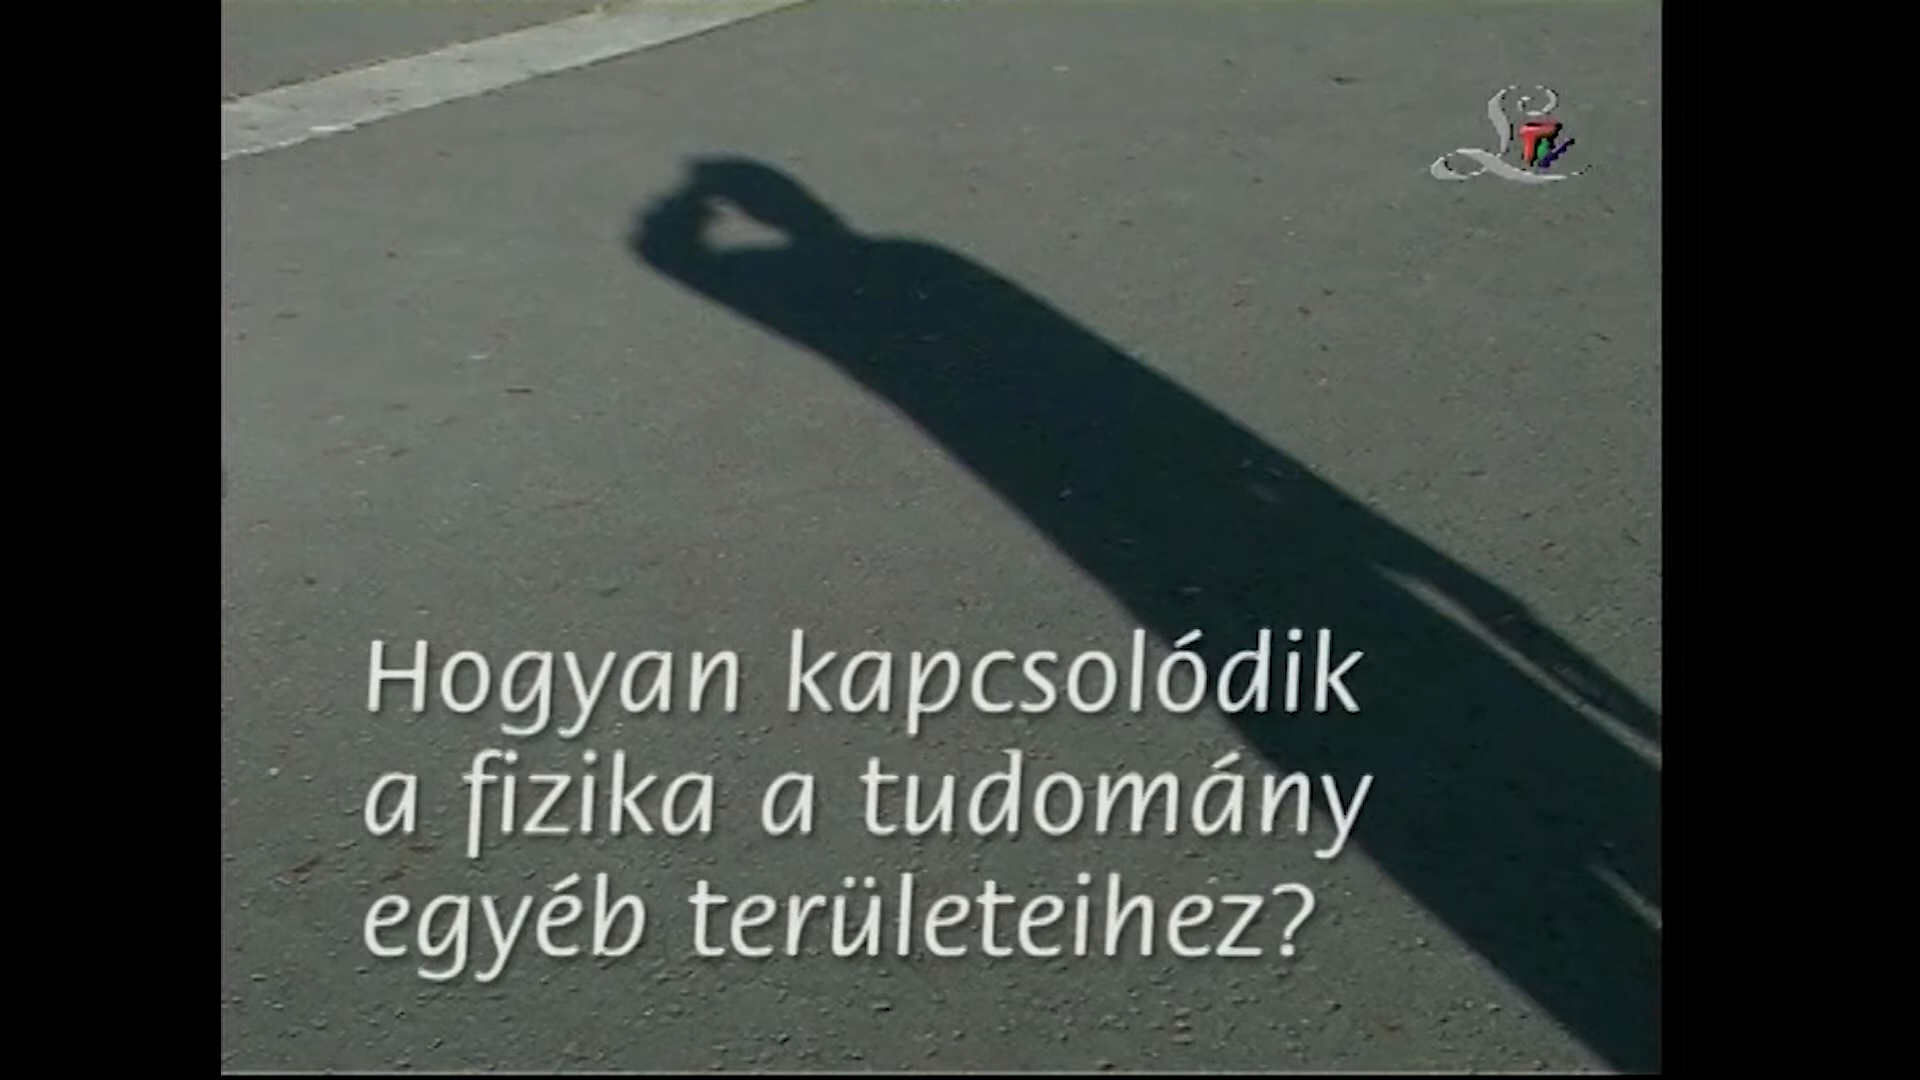 Hogyan kapcsolódik
a fizika a tudomány
egyéb területeihez?